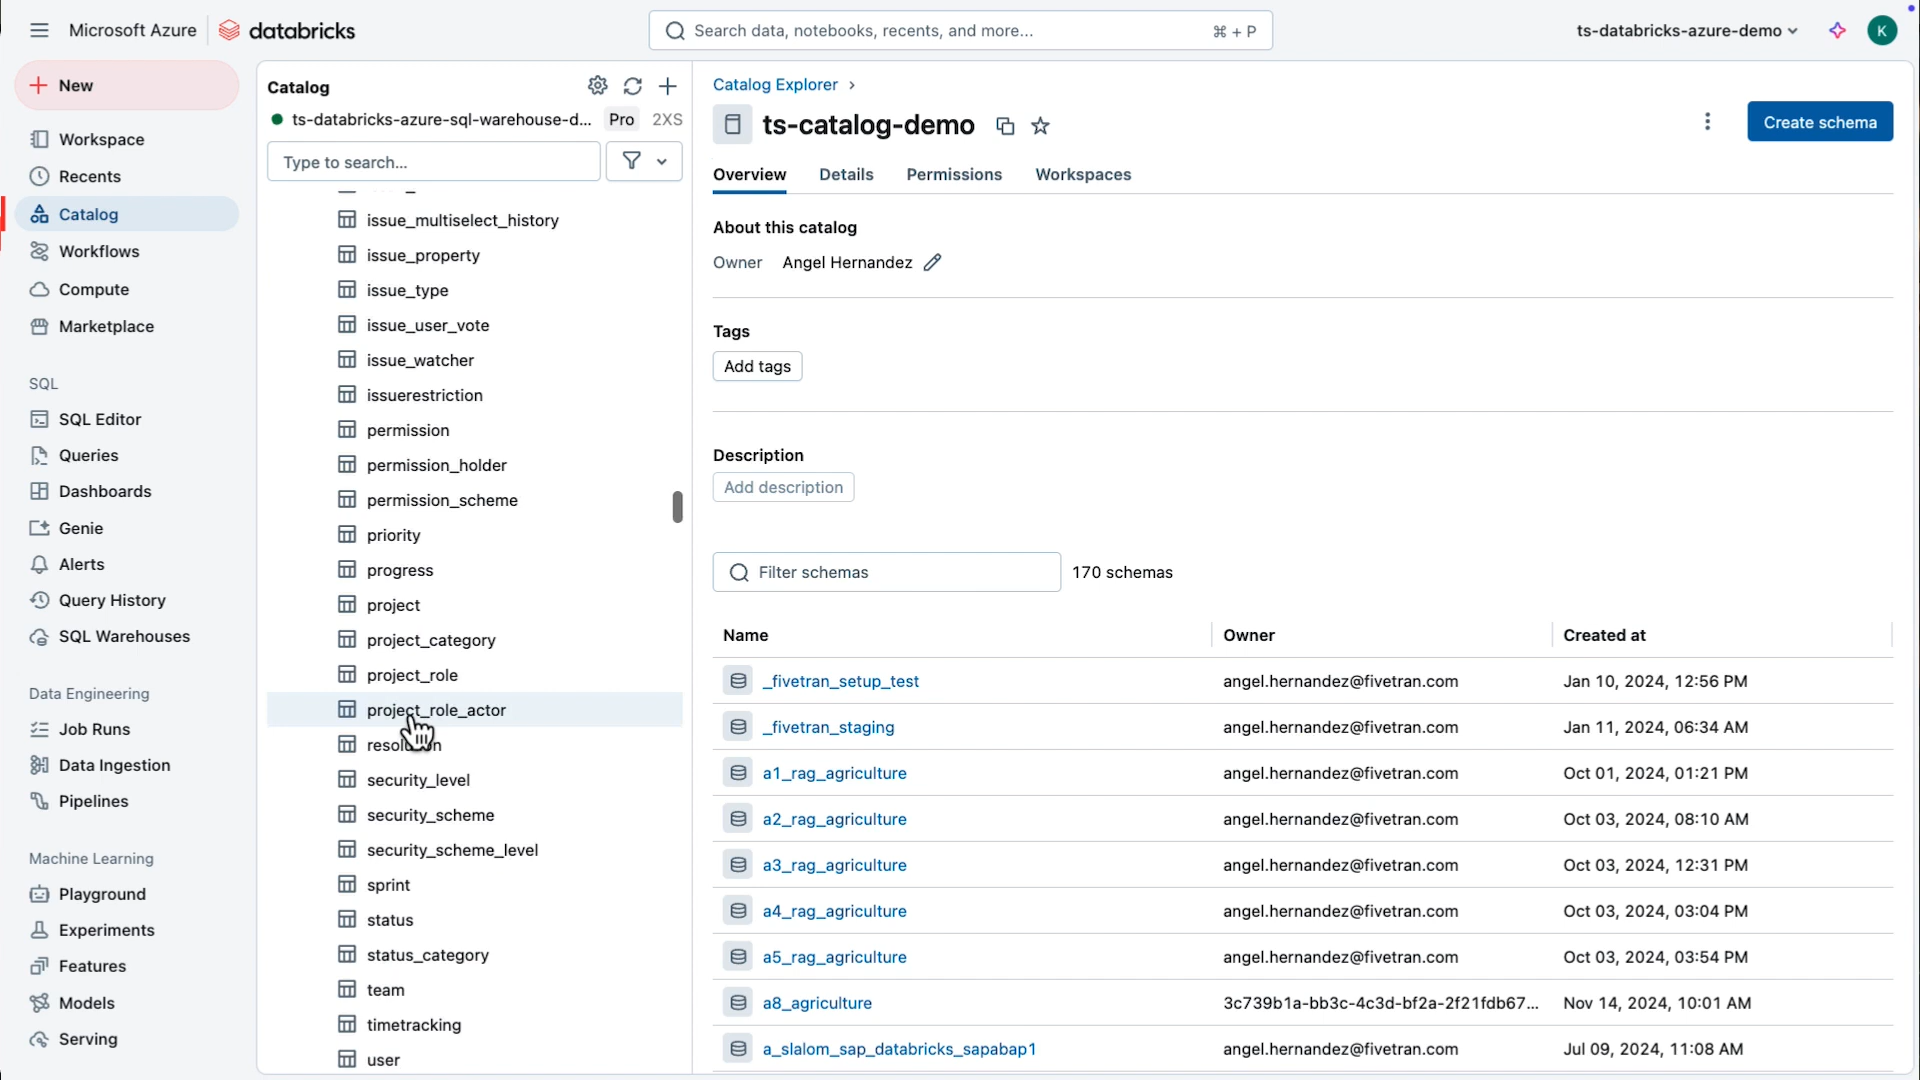 Microsoft Azure
databricks
Search data, notebooks, recents, and more...
⌘ + P
ts-databricks-azure-demo
K
New
Workspace
Recents
Catalog
Workflows
Compute
Marketplace
SQL
SQL Editor
Queries
Dashboards
Genie
Alerts
Query History
SQL Warehouses
Data Engineering
Job Runs
Data Ingestion
Pipelines
Machine Learning
Playground
Experiments
Features
Models
Serving
Catalog
ts-databricks-azure-sql-warehouse-d... Pro 2XS
Type to search...
issue_multiselect_history
issue_property
issue_type
issue_user_vote
issue_watcher
issuerestriction
permission
permission_holder
permission_scheme
priority
progress
project
project_category
project_role
project_role_actor
resolution
security_level
security_scheme
security_scheme_level
sprint
status
status_category
team
timetracking
user
Catalog Explorer
ts-catalog-demo
Create schema
Overview Details Permissions Workspaces
About this catalog
Owner Angel Hernandez
Tags
Add tags
Description
Add description
Filter schemas 170 schemas
Name Owner Created at
_fivetran_setup_test angel.hernandez@fivetran.com Jan 10, 2024, 12:56 PM
_fivetran_staging angel.hernandez@fivetran.com Jan 11, 2024, 06:34 AM
a1_rag_agriculture angel.hernandez@fivetran.com Oct 01, 2024, 01:21 PM
a2_rag_agriculture angel.hernandez@fivetran.com Oct 03, 2024, 08:10 AM
a3_rag_agriculture angel.hernandez@fivetran.com Oct 03, 2024, 12:31 PM
a4_rag_agriculture angel.hernandez@fivetran.com Oct 03, 2024, 03:04 PM
a5_rag_agriculture angel.hernandez@fivetran.com Oct 03, 2024, 03:54 PM
a8_agriculture 3c739b1a-bb3c-4c3d-bf2a-2f21fdb67... Nov 14, 2024, 10:01 AM
a_slalom_sap_databricks_sapabap1 angel.hernandez@fivetran.com Jul 09, 2024, 11:08 AM